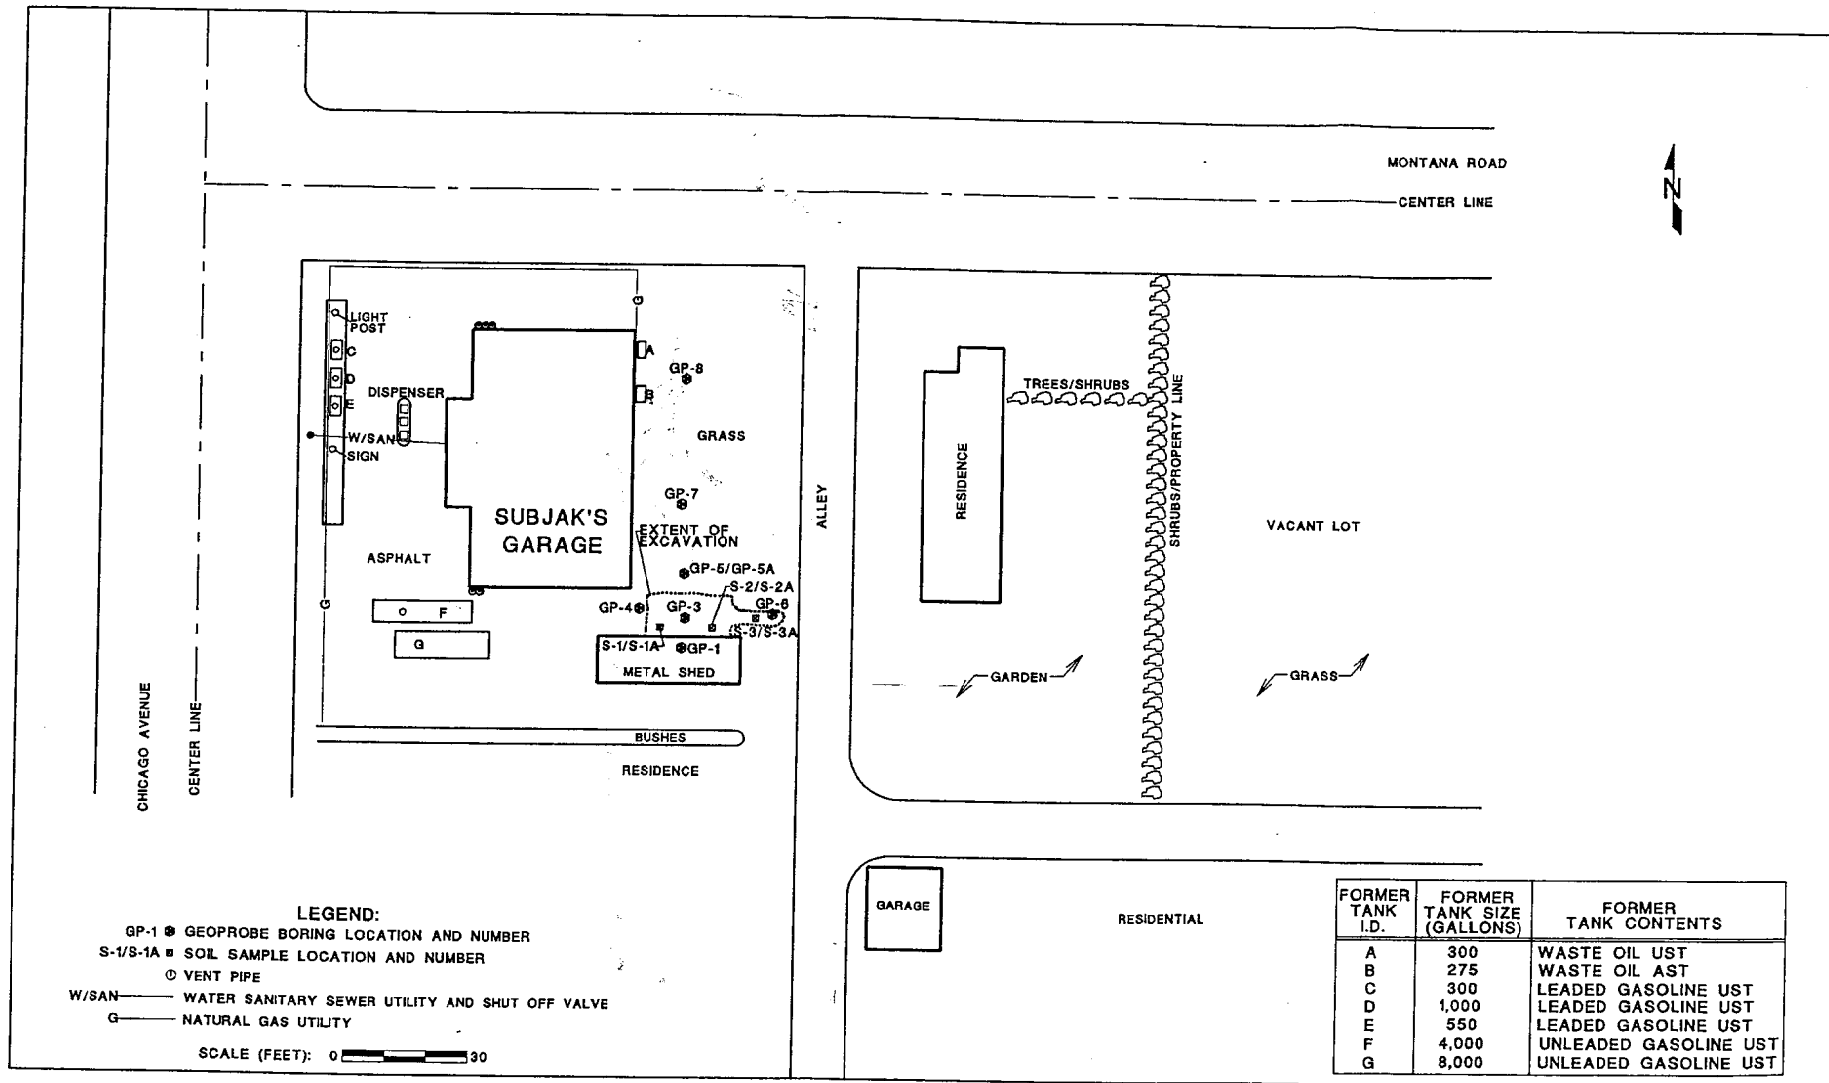 MONTANA ROAD
CENTER LINE
N
LIGHT
POST
C
D
E
DISPENSER
W/SAN
SIGN
G
A
B
GP-8
GRASS
GP-7
SUBJAK'S
GARAGE
EXTENT OF
EXCAVATION
ASPHALT
GP-5/GP-5A
S-2/S-2A
GP-4
GP-3
GP-6
S-3/S-3A
S-1/S-1A
GP-1
METAL SHED
G
F
G
BUSHES
RESIDENCE
CHICAGO AVENUE
CENTER LINE
ALLEY
RESIDENCE
TREES/SHRUBS
SHRUBS/PROPERTY LINE
VACANT LOT
GARDEN
GRASS
GARAGE
RESIDENTIAL
LEGEND:
GP-1 GEOPROBE BORING LOCATION AND NUMBER
S-1/S-1A SOIL SAMPLE LOCATION AND NUMBER
VENT PIPE
W/SAN WATER SANITARY SEWER UTILITY AND SHUT OFF VALVE
G NATURAL GAS UTILITY
SCALE (FEET): 0 30
FORMER TANK I.D. FORMER TANK SIZE (GALLONS) FORMER TANK CONTENTS
A 300 WASTE OIL UST
B 275 WASTE OIL AST
C 300 LEADED GASOLINE UST
D 1,000 LEADED GASOLINE UST
E 550 LEADED GASOLINE UST
F 4,000 UNLEADED GASOLINE UST
G 8,000 UNLEADED GASOLINE UST